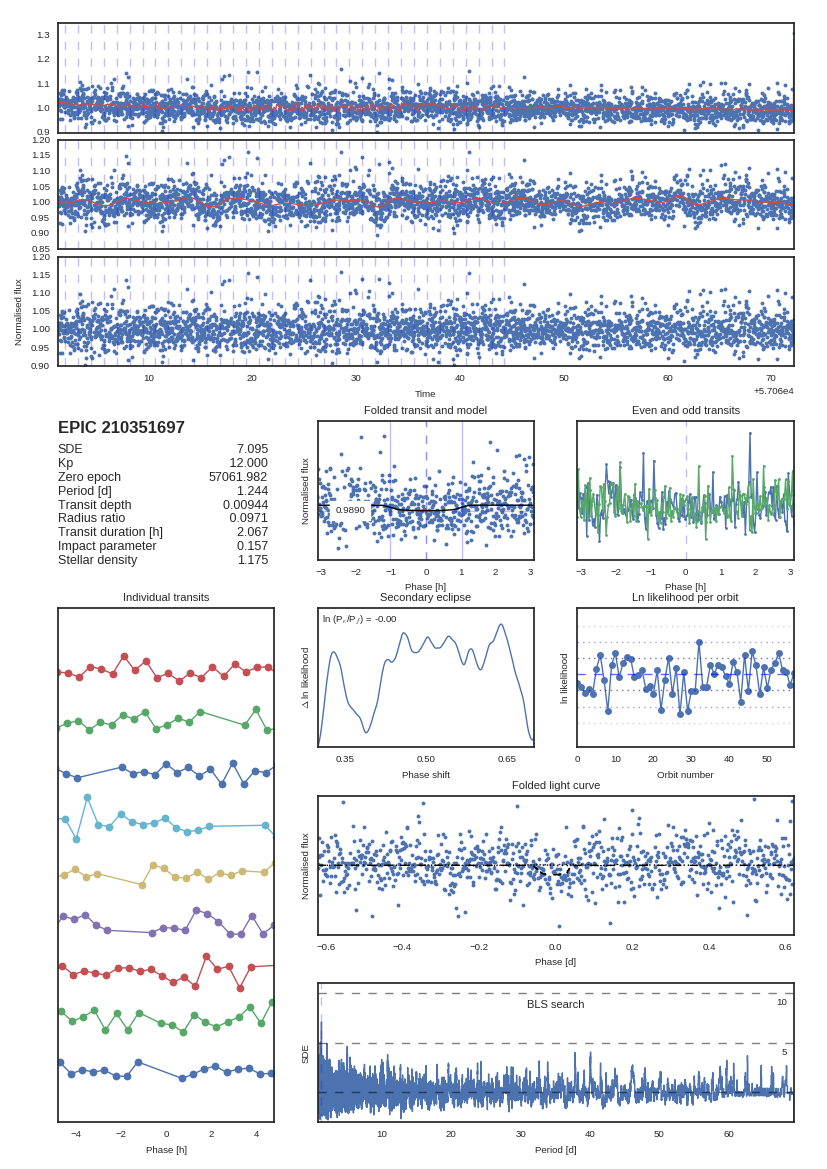 1.3
1.2
1.1
1.0
0.9
1.20
1.15
1.10
1.05
1.00
0.95
0.90
0.85
1.20
1.15
1.10
1.05
1.00
0.95
0.90
Normalised flux
10 20 30 40 50 60 70
Time
+5.706e4
EPIC 210351697
SDE 7.095
Kp 12.000
Zero epoch 57061.982
Period [d] 1.244
Transit depth 0.00944
Radius ratio 0.0971
Transit duration [h] 2.067
Impact parameter 0.157
Stellar density 1.175
Folded transit and model
Normalised flux
0.9890
−3 −2 −1 0 1 2 3
Phase [h]
Even and odd transits
−3 −2 −1 0 1 2 3
Phase [h]
Individual transits
−4 −2 0 2 4
Phase [h]
Secondary eclipse
ln (Pₑ/P𝑓) = -0.00
Δ ln likelihood
0.35 0.50 0.65
Phase shift
Ln likelihood per orbit
ln likelihood
0 10 20 30 40 50
Orbit number
Folded light curve
Normalised flux
−0.6 −0.4 −0.2 0.0 0.2 0.4 0.6
Phase [d]
BLS search
10
5
SDE
10 20 30 40 50 60
Period [d]